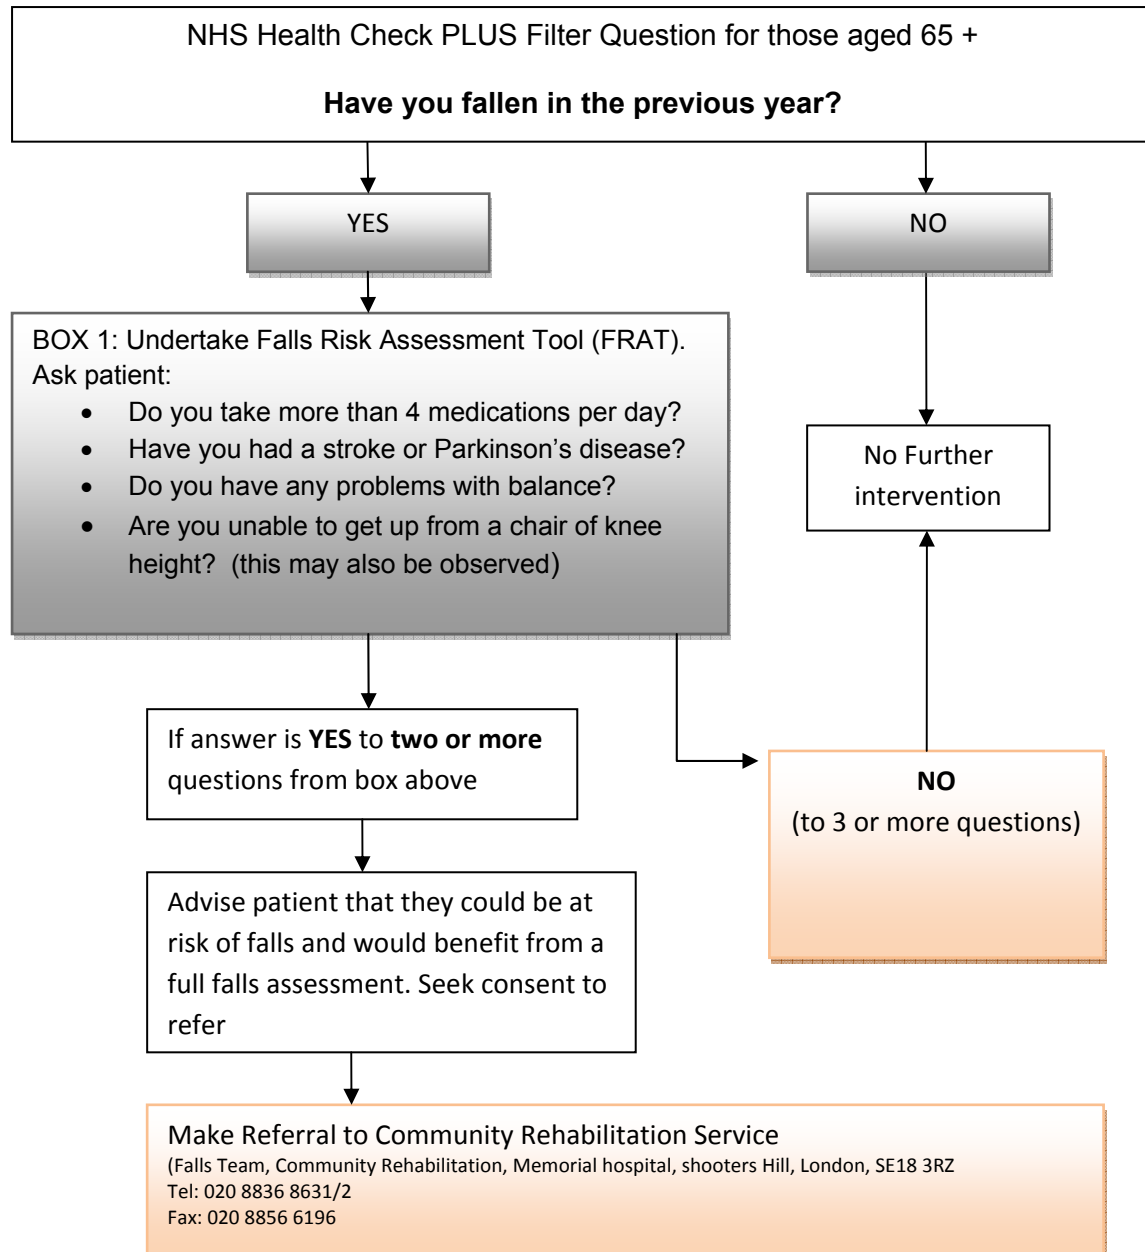 NHS Health Check PLUS Filter Question for those aged 65 +
Have you fallen in the previous year?
YES
NO
BOX 1: Undertake Falls Risk Assessment Tool (FRAT).
Ask patient:
• Do you take more than 4 medications per day?
• Have you had a stroke or Parkinson's disease?
• Do you have any problems with balance?
• Are you unable to get up from a chair of knee
height? (this may also be observed)
No Further
intervention
If answer is YES to two or more
questions from box above
NO
(to 3 or more questions)
Advise patient that they could be at
risk of falls and would benefit from a
full falls assessment. Seek consent to
refer
Make Referral to Community Rehabilitation Service
(Falls Team, Community Rehabilitation, Memorial hospital, shooters Hill, London, SE18 3RZ
Tel: 020 8836 8631/2
Fax: 020 8856 6196